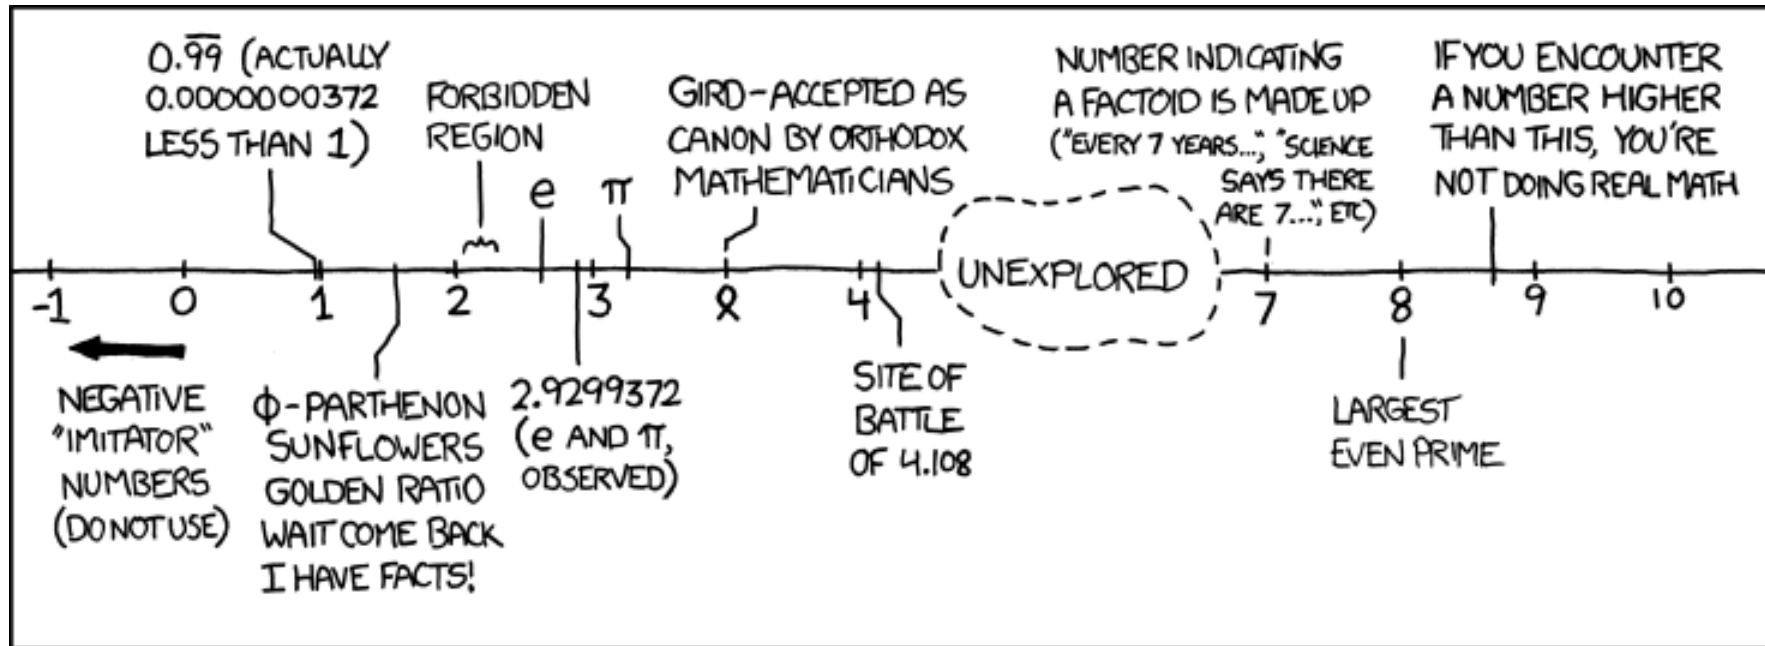 0.99 (ACTUALLY
0.0000000372
LESS THAN 1)
FORBIDDEN
REGION
e
π
GIRD-ACCEPTED AS
CANON BY ORTHODOX
MATHEMATICIANS
NUMBER INDICATING
A FACTOID IS MADE UP
("EVERY 7 YEARS...", "SCIENCE
SAYS THERE
ARE 7...", ETC)
IF YOU ENCOUNTER
A NUMBER HIGHER
THAN THIS, YOU'RE
NOT DOING REAL MATH
UNEXPLORED
-1 0 1 2 3 4 7 8 9 10
NEGATIVE
"IMITATOR"
NUMBERS
(DO NOT USE)
ϕ-PARTHENON
SUNFLOWERS
GOLDEN RATIO
WAIT COME BACK
I HAVE FACTS!
2.9299372
(e AND π,
OBSERVED)
SITE OF
BATTLE
OF 4.108
LARGEST
EVEN PRIME